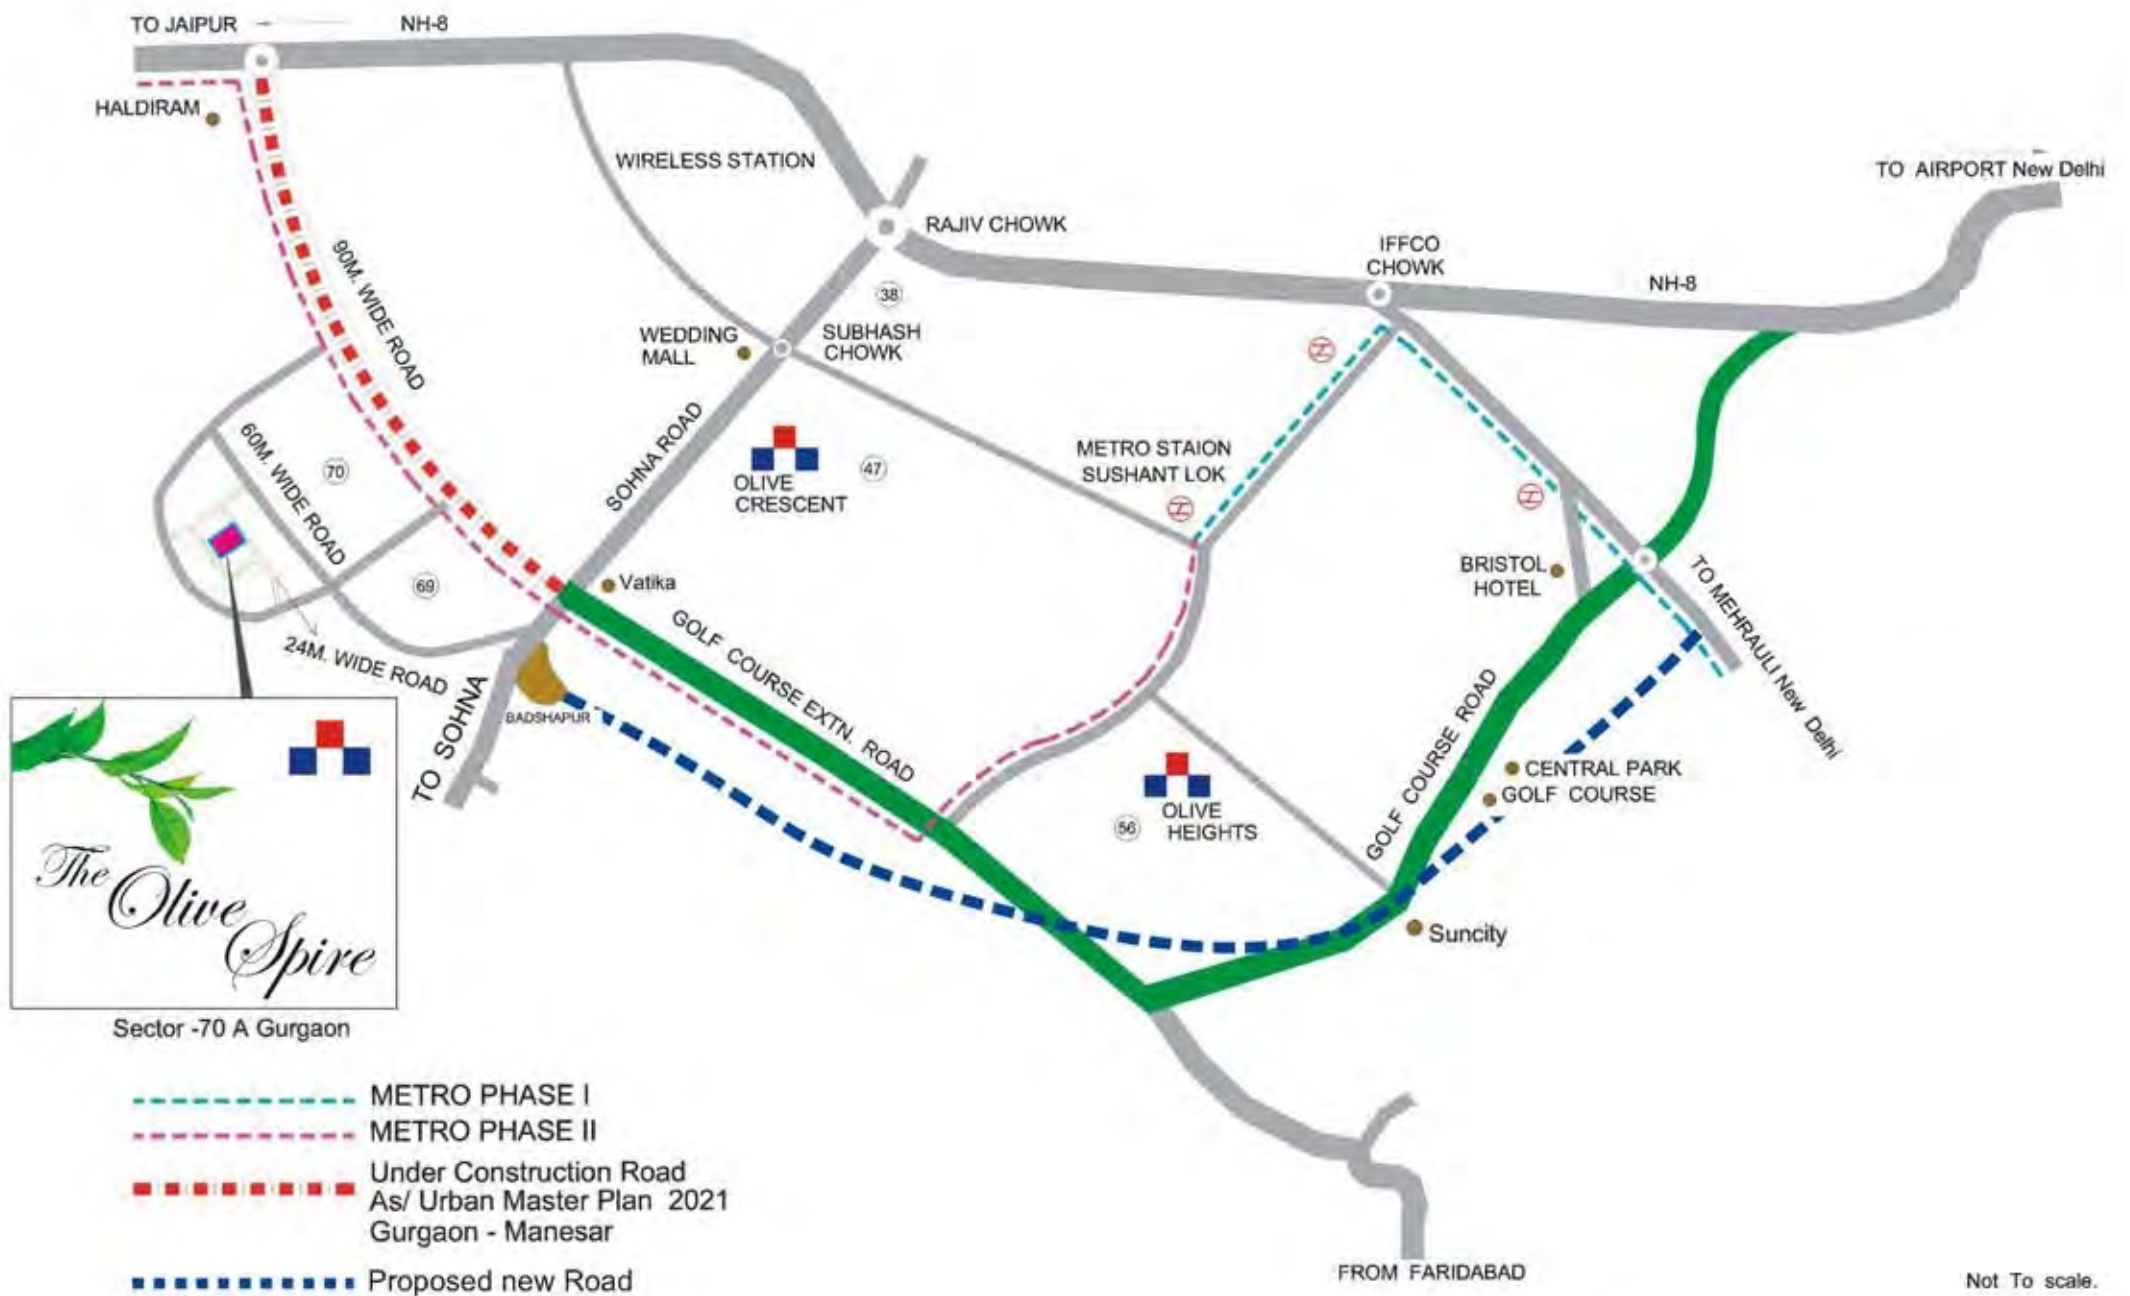 TO JAIPUR
NH-8
HALDIRAM
WIRELESS STATION
TO AIRPORT New Delhi
RAJIV CHOWK
IFFCO
CHOWK
NH-8
90M. WIDE ROAD
38
WEDDING
MALL
SUBHASH
CHOWK
SOHNA ROAD
60M. WIDE ROAD
70
OLIVE
CRESCENT
47
METRO STAION
SUSHANT LOK
69
Vatika
BRISTOL
HOTEL
TO MEHRAULI New Delhi
24M. WIDE ROAD
TO SOHNA
BADSHAPUR
GOLF COURSE EXTN. ROAD
GOLF COURSE ROAD
CENTRAL PARK
GOLF COURSE
56
OLIVE
HEIGHTS
Suncity
The
Olive
Spire
Sector -70 A Gurgaon
METRO PHASE I
METRO PHASE II
Under Construction Road
As/ Urban Master Plan 2021
Gurgaon - Manesar
Proposed new Road
FROM FARIDABAD
Not To scale.